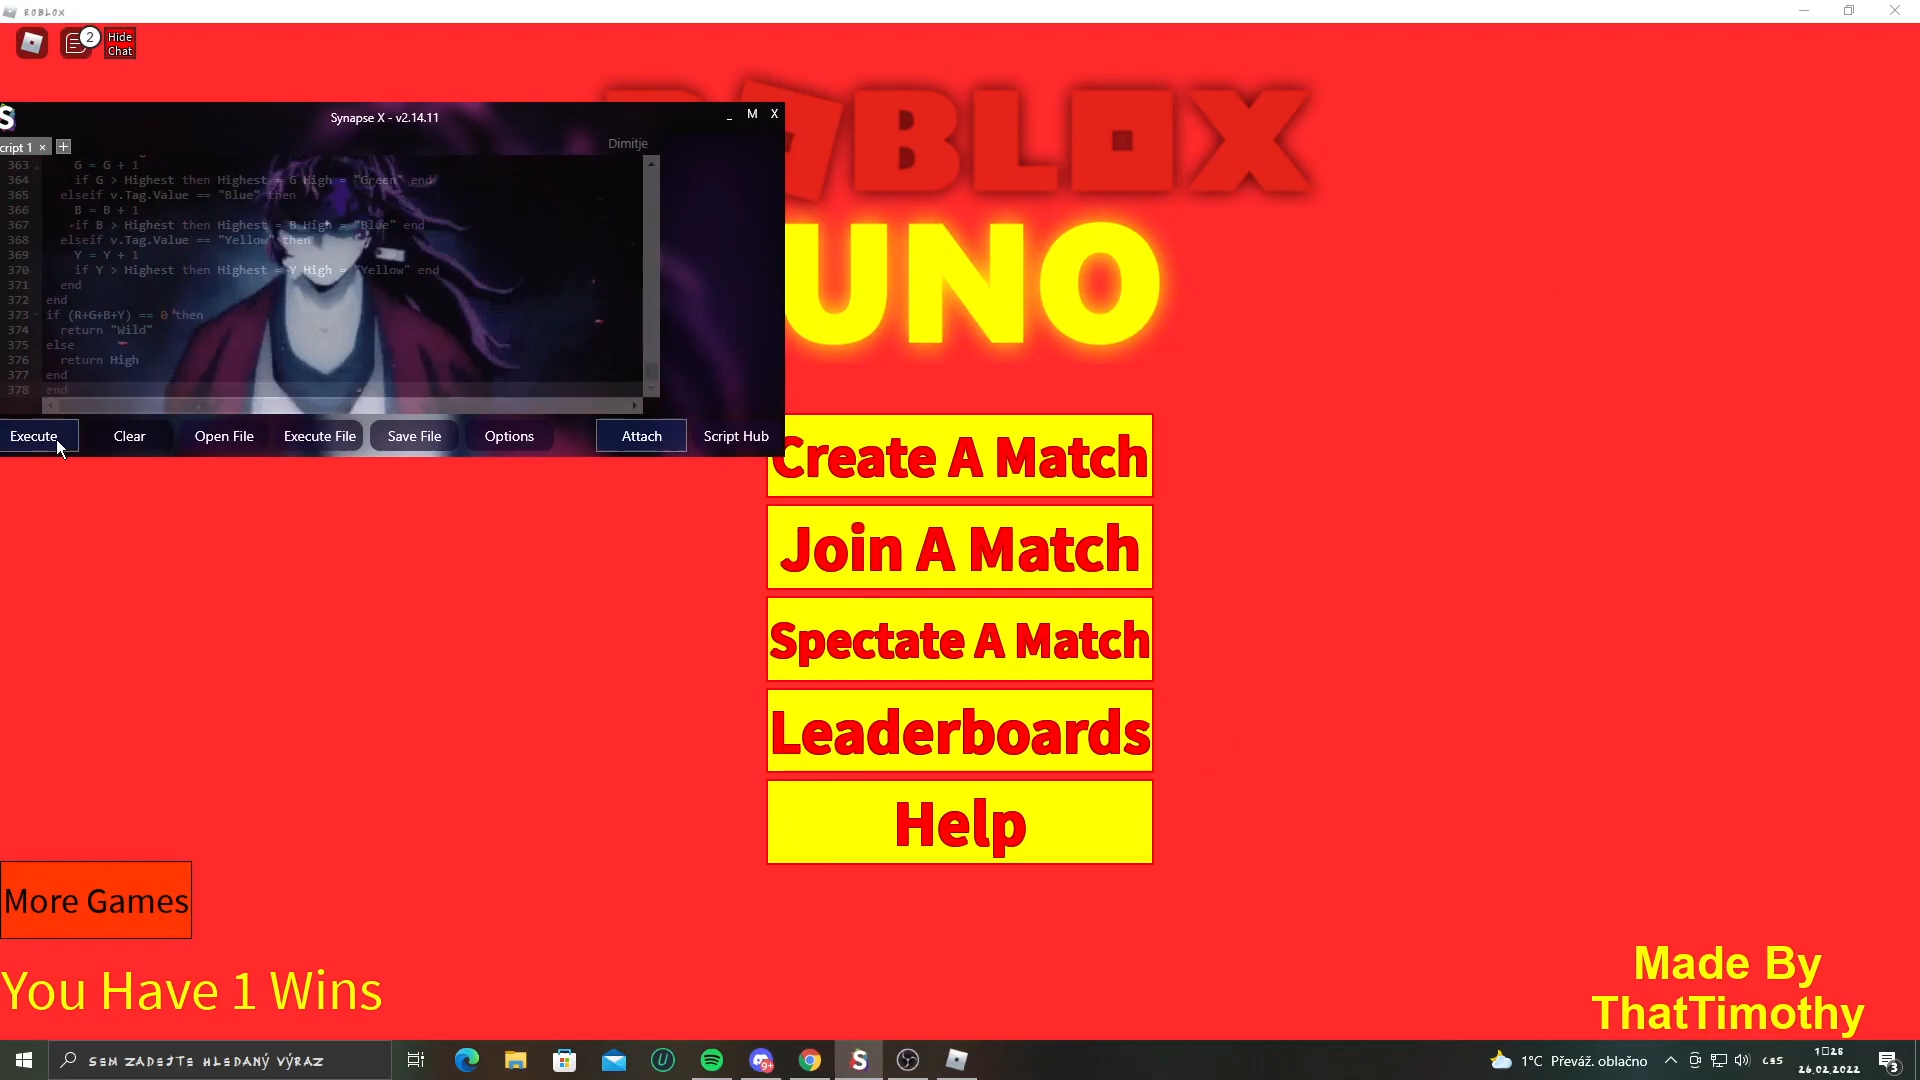 ROBLOX
2
Hide
Chat
ROBLOX
UNO
Synapse X - v2.14.11
_ M X
cript 1 × +
Dimitje
363 G = G + 1
364 if G > Highest then Highest = G High = "Green" end
365 elseif v.Tag.Value == "Blue" then
366 B = B + 1
367 if B > Highest then Highest = B High = "Blue" end
368 elseif v.Tag.Value == "Yellow" then
369 Y = Y + 1
370 if Y > Highest then Highest = Y High = "Yellow" end
371 end
372 end
373 if (R+G+B+Y) == 0 then
374 return "Wild"
375 else
376 return High
377 end
378 end
Execute
Clear
Open File
Execute File
Save File
Options
Attach
Script Hub
Create A Match
Join A Match
Spectate A Match
Leaderboards
Help
More Games
You Have 1 Wins
Made By
ThatTimothy
SEM ZADEJTE HLEDANÝ VÝRAZ
9+
1°C Převáž. oblačno
CES
26.02.2022
3